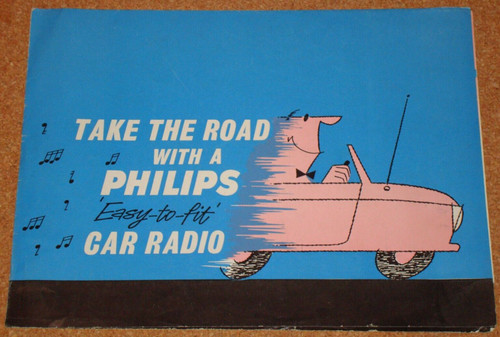 TAKE THE ROAD
WITH A
PHILIPS
'Easy-to-fit'
CAR RADIO